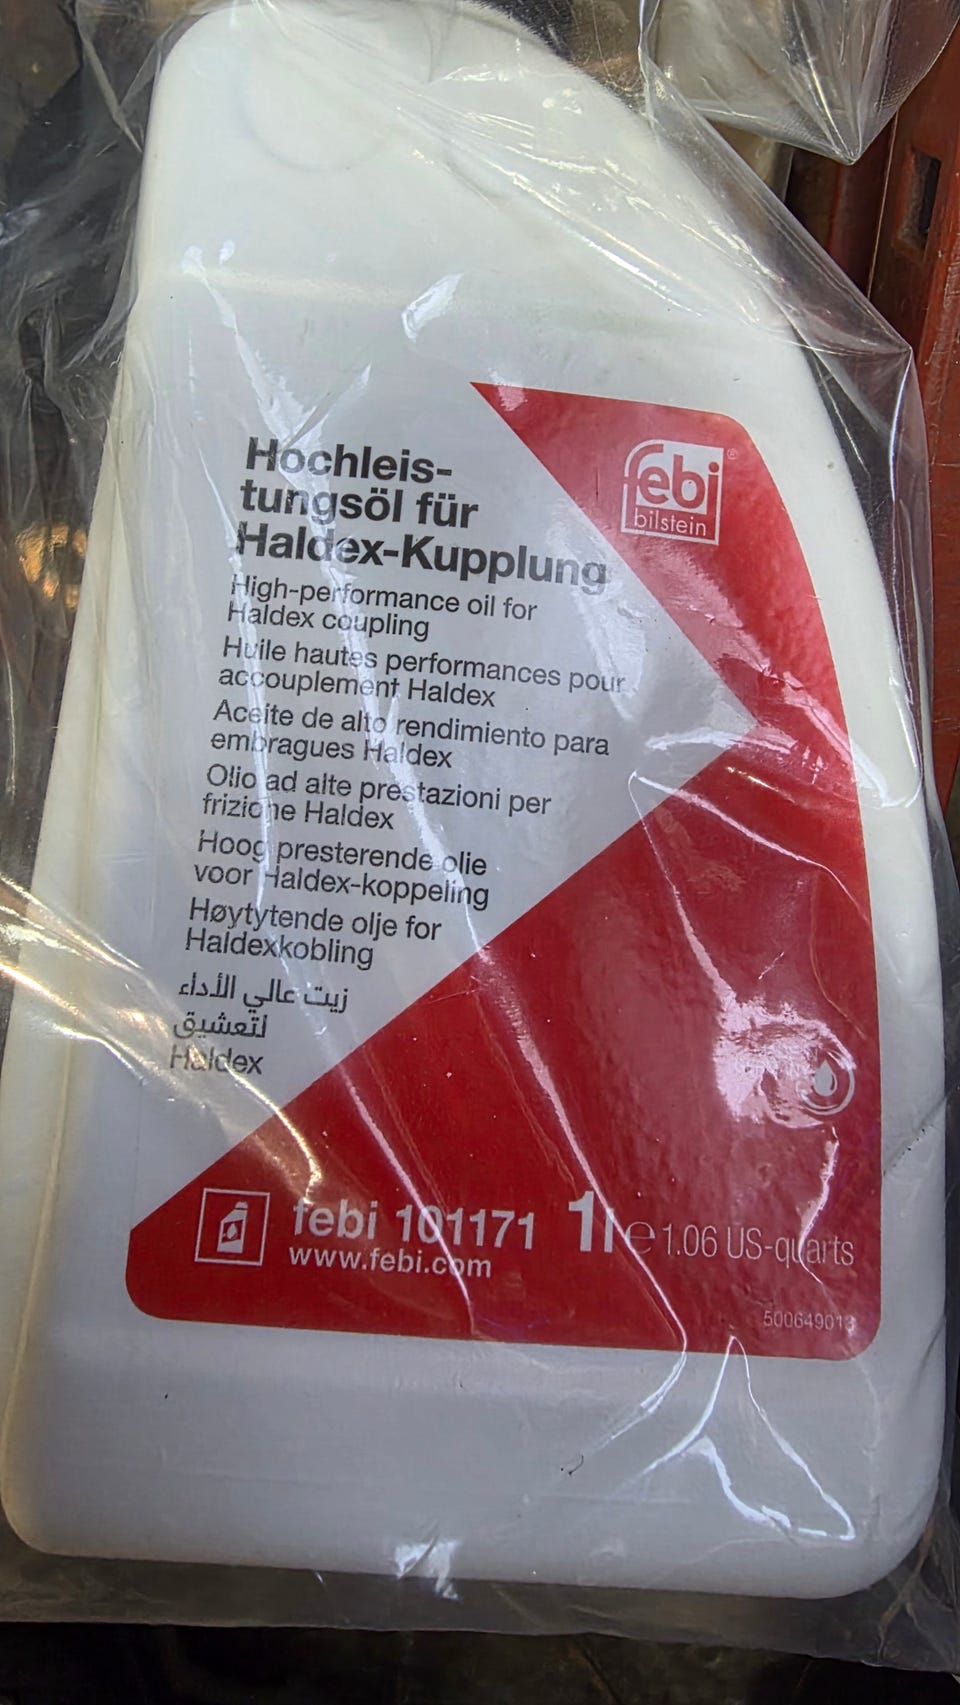 febi®
bilstein
Hochleis-
tungsöl für
Haldex-Kupplung
High-performance oil for
Haldex coupling
Huile hautes performances pour
accouplement Haldex
Aceite de alto rendimiento para
embragues Haldex
Olio ad alte prestazioni per
frizione Haldex
Hoog presterende olie
voor Haldex-koppeling
Høytytende olje for
Haldexkobling
زيت عالي الأداء
لتعشيق
Haldex
febi 101171 1l ℮ 1.06 US-quarts
www.febi.com